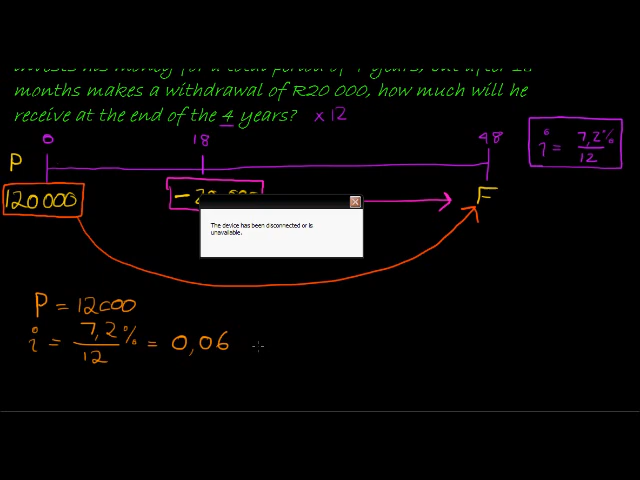 months makes a withdrawal of R20 000, how much will he
receive at the end of the 4 years? x 12
0 18 48
P
i = 7,2% / 12
120 000
F
The device has been disconnected or is
unavailable.
P = 12000
i = 7,2% / 12 = 0,06